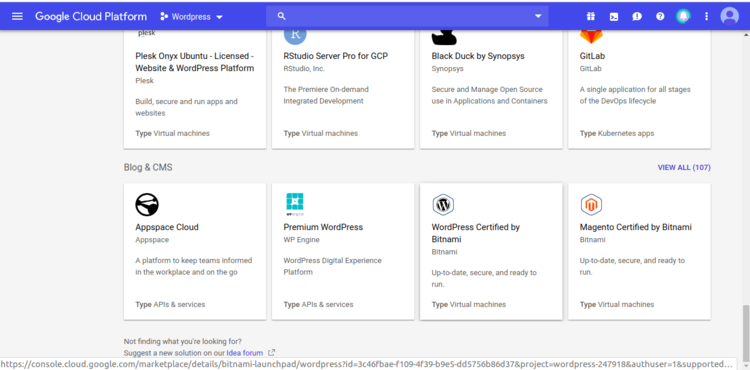 Google Cloud Platform
Wordpress
plesk
Plesk Onyx Ubuntu - Licensed -
Website & WordPress Platform
Plesk
Build, secure and run apps and
websites
Type Virtual machines
R
RStudio Server Pro for GCP
RStudio, Inc.
The Premiere On-demand
Integrated Development
Type Virtual machines
Black Duck by Synopsys
Synopsys
Secure and Manage Open Source
use in Applications and Containers
Type Virtual machines
GitLab
GitLab
A single application for all stages
of the DevOps lifecycle
Type Kubernetes apps
Blog & CMS
VIEW ALL (107)
Appspace Cloud
Appspace
A platform to keep teams informed
in the workplace and on the go
Type APIs & services
Premium WordPress
WP Engine
WordPress Digital Experience
Platform
Type APIs & services
WordPress Certified by
Bitnami
Bitnami
Up-to-date, secure, and ready to
run.
Type Virtual machines
Magento Certified by Bitnami
Bitnami
Up-to-date, secure, and ready to
run.
Type Virtual machines
Not finding what you're looking for?
Suggest a new solution on our Idea forum
https://console.cloud.google.com/marketplace/details/bitnami-launchpad/wordpress?id=3c46fbae-f109-4f39-b9e5-dd5756b86d37&project=wordpress-247918&authuser=1&supported...